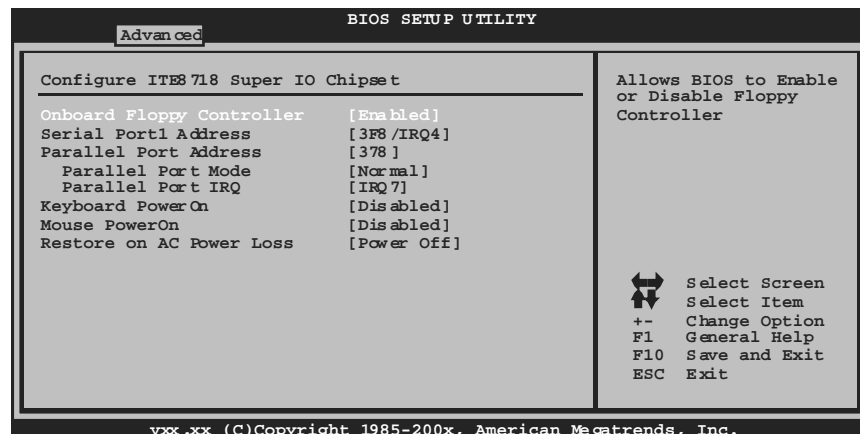 BIOS SETUP UTILITY
Advanced
Configure ITE8718 Super IO Chipset
Onboard Floppy Controller [Enabled]
Serial Port1 Address [3F8/IRQ4]
Parallel Port Address [378]
Parallel Port Mode [Normal]
Parallel Port IRQ [IRQ7]
Keyboard PowerOn [Disabled]
Mouse PowerOn [Disabled]
Restore on AC Power Loss [Power Off]
Allows BIOS to Enable
or Disable Floppy
Controller
Select Screen
Select Item
+- Change Option
F1 General Help
F10 Save and Exit
ESC Exit
vxx.xx (C)Copyright 1985-200x, American Megatrends, Inc.